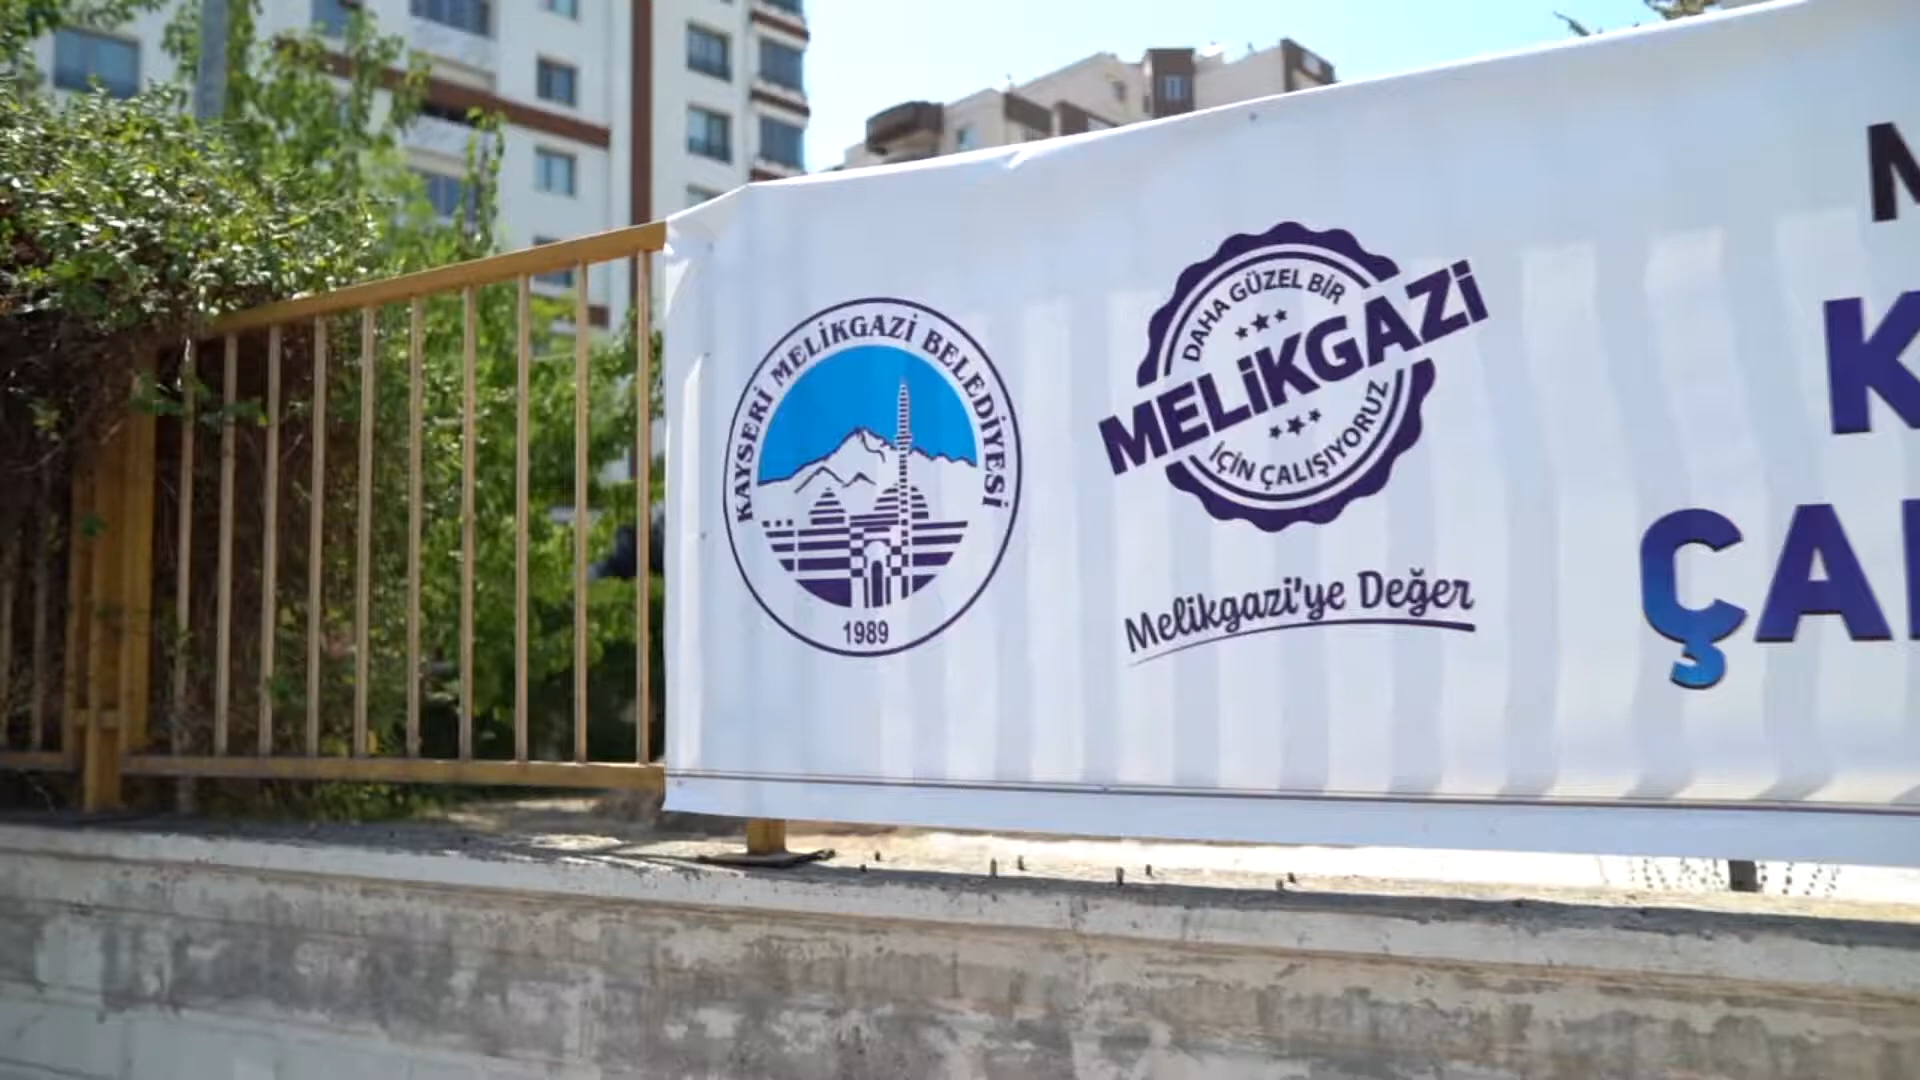 KAYSERİ MELİKGAZİ BELEDİYESİ
1989
DAHA GÜZEL BİR
MELİKGAZİ
İÇİN ÇALIŞIYORUZ
Melikgazi'ye Değer